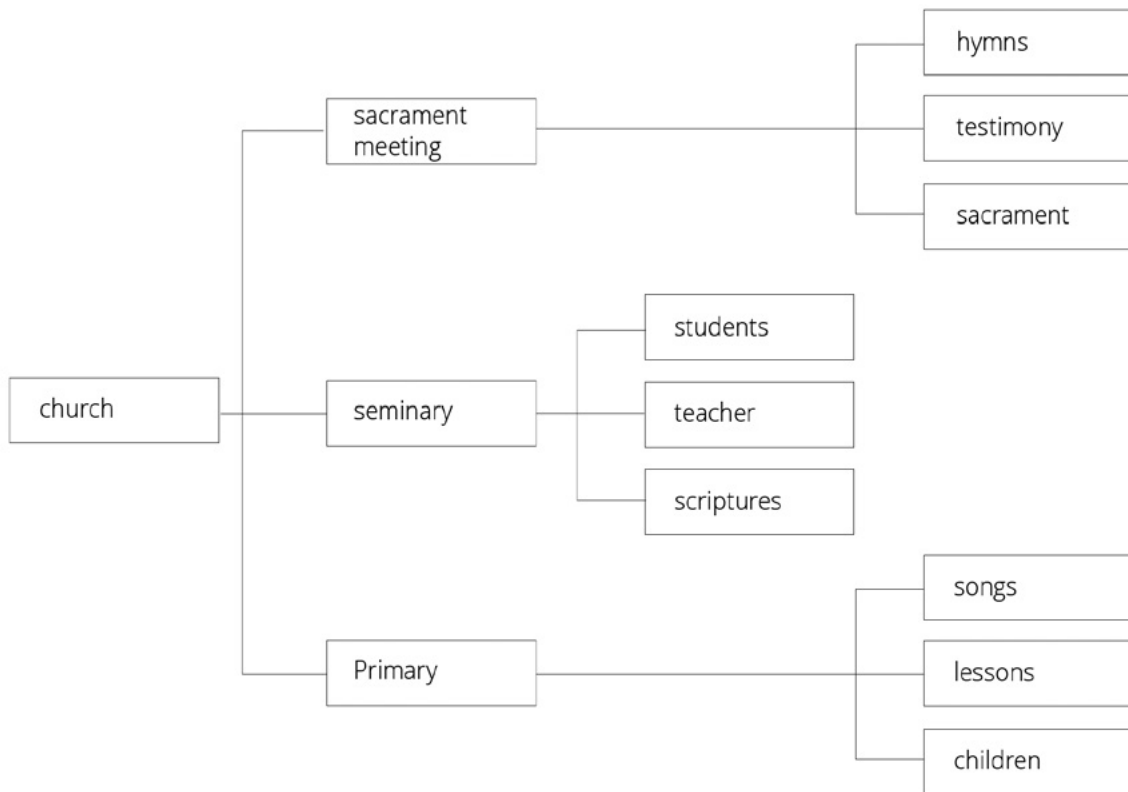 church
sacrament
meeting
hymns
testimony
sacrament
seminary
students
teacher
scriptures
Primary
songs
lessons
children